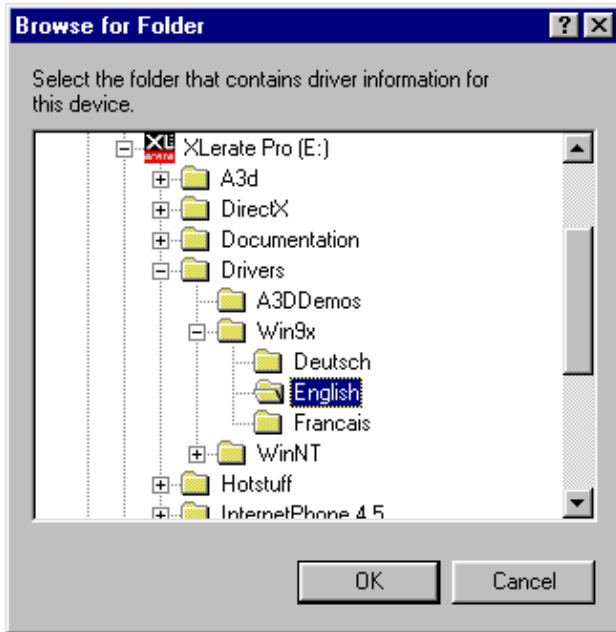 Browse for Folder
Select the folder that contains driver information for
this device.
XLerate Pro (E:)
A3d
DirectX
Documentation
Drivers
A3DDemos
Win9x
Deutsch
English
Francais
WinNT
Hotstuff
InternetPhone 4.5
OK
Cancel